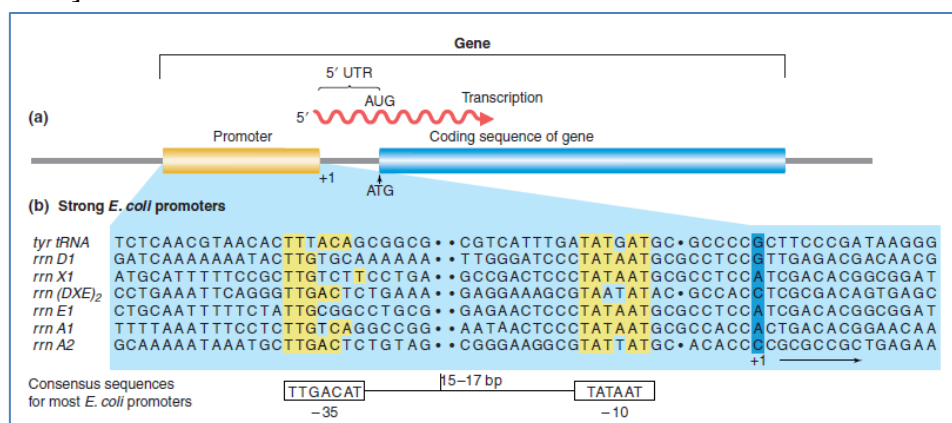 Gene
5′ UTR
AUG
Transcription
5′
(a)
Promoter
Coding sequence of gene
+1
ATG
(b) Strong E. coli promoters
tyr tRNA TCTCAACGTAACACTTTACAGCGGCG••CGTCATTTGATATGATGC•GCCCCGCTTCCCGATAAGGG
rrn D1 GATCAAAAAAATACTTGTGCAAAAAA••TTGGGATCCCTATAATGCGCCTCCGTTGAGACGACAACG
rrn X1 ATGCATTTTTCCGCTTGTCTTCCTGA••GCCGACTCCCTATAATGCGCCTCCATCGACACGGCGGAT
rrn (DXE)2 CCTGAAATTCAGGGTTGACTCTGAAA••GAGGAAAGCGTAATATAC•GCCACCTCGCGACAGTGAGC
rrn E1 CTGCAATTTTTCTATTGCGGCCTGCG••GAGAACTCCCTATAATGCGCCTCCATCGACACGGCGGAT
rrn A1 TTTTAAATTTCCTCTTGTCAGGCCGG••AATAACTCCCTATAATGCGCCACCACTGACACGGAACAA
rrn A2 GCAAAAATAAATGCTTGACTCTGTAG••CGGGAAGGCGTATTATGC•ACACCCCGCGCCGCTGAGAA
+1
Consensus sequences
for most E. coli promoters
TTGACAT
15–17 bp
TATAAT
–35
–10